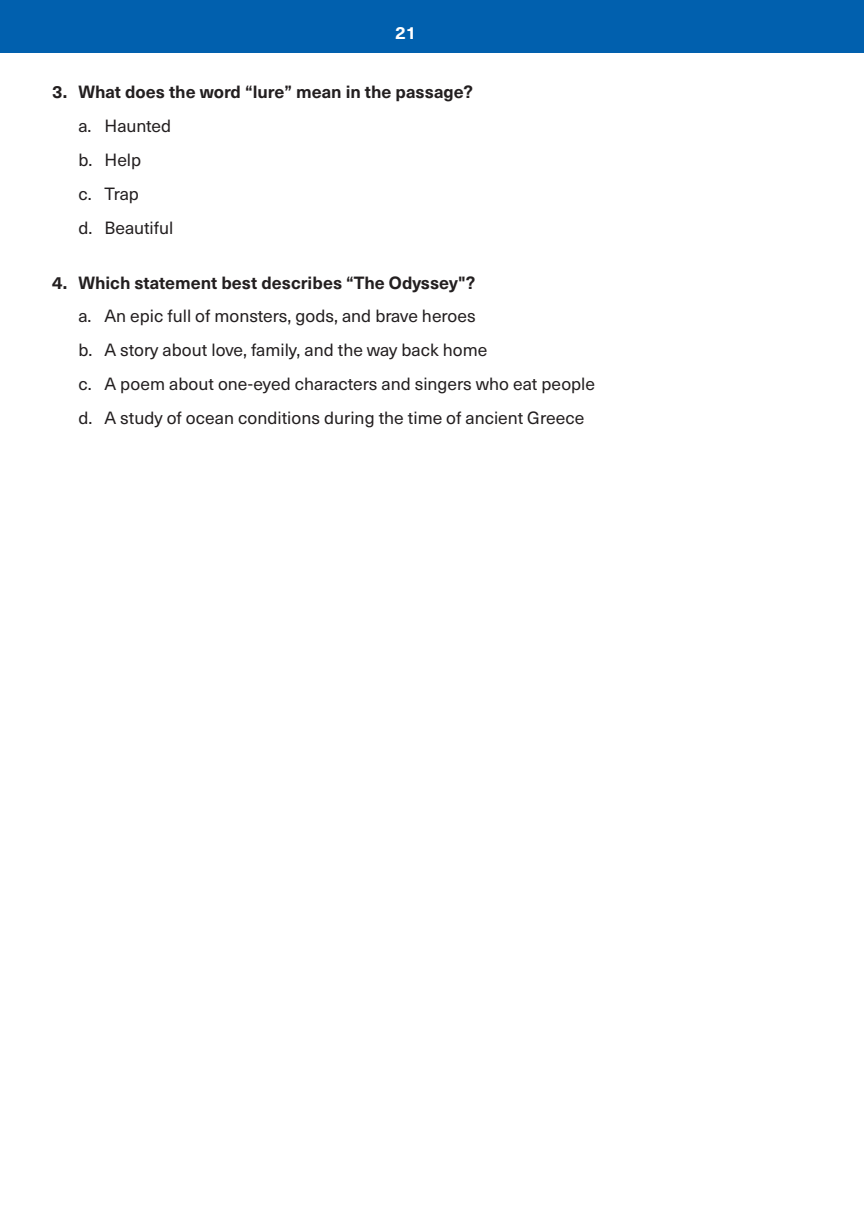 21
3. What does the word “lure” mean in the passage?
a. Haunted
b. Help
c. Trap
d. Beautiful
4. Which statement best describes “The Odyssey"?
a. An epic full of monsters, gods, and brave heroes
b. A story about love, family, and the way back home
c. A poem about one-eyed characters and singers who eat people
d. A study of ocean conditions during the time of ancient Greece